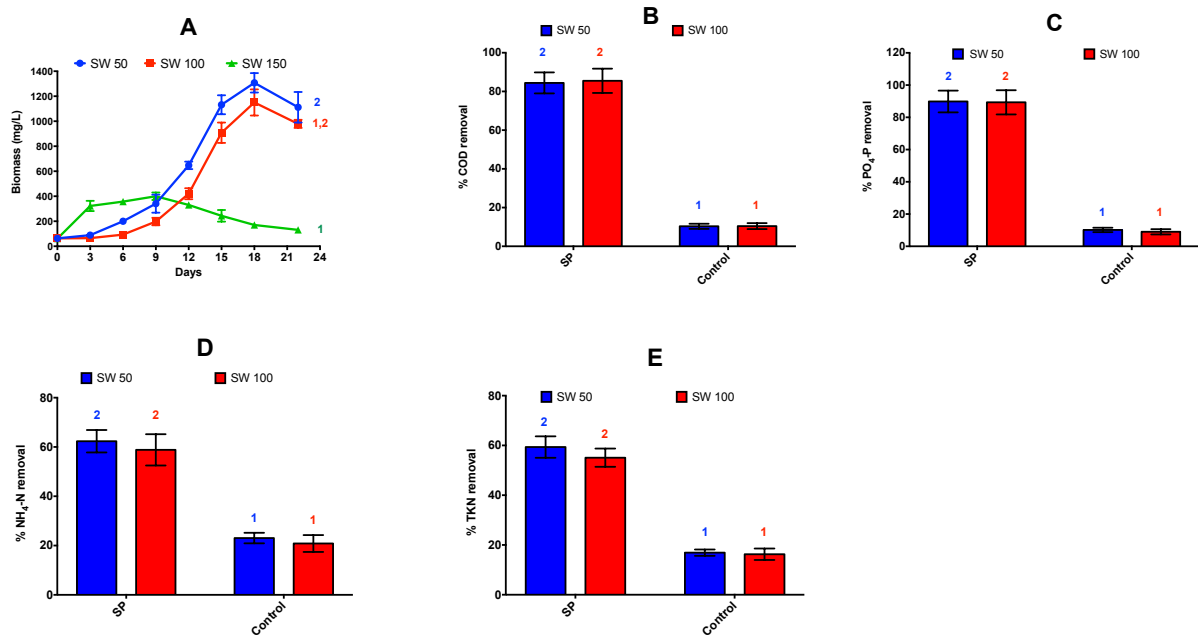 A
SW 50 SW 100 SW 150
1400
1200
1000
800
600
400
200
0
Biomass (mg/L)
2
1,2
1
0 3 6 9 12 15 18 21 24
Days
B
SW 50 SW 100
100
80
60
40
20
0
% COD removal
2 2
1 1
SP Control
C
SW 50 SW 100
120
100
80
60
40
20
0
% PO₄-P removal
2 2
1 1
SP Control
D
SW 50 SW 100
80
60
40
20
0
% NH₄-N removal
2 2
1 1
SP Control
E
SW 50 SW 100
80
60
40
20
0
% TKN removal
2 2
1 1
SP Control